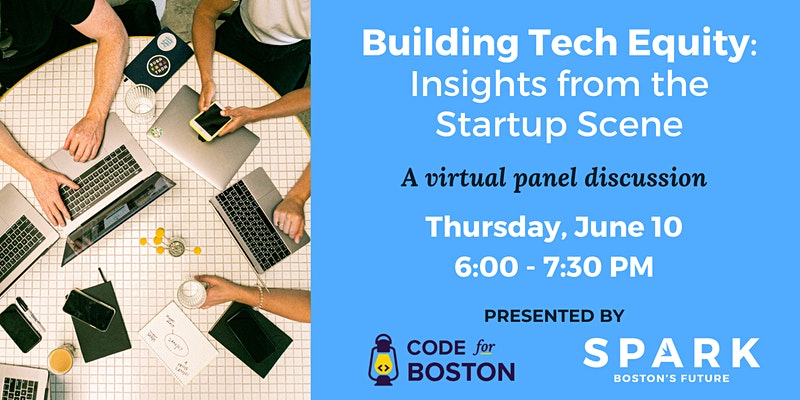 Building Tech Equity:
Insights from the
Startup Scene
A virtual panel discussion
Thursday, June 10
6:00 - 7:30 PM
PRESENTED BY
CODE for
BOSTON
SPARK
BOSTON'S FUTURE